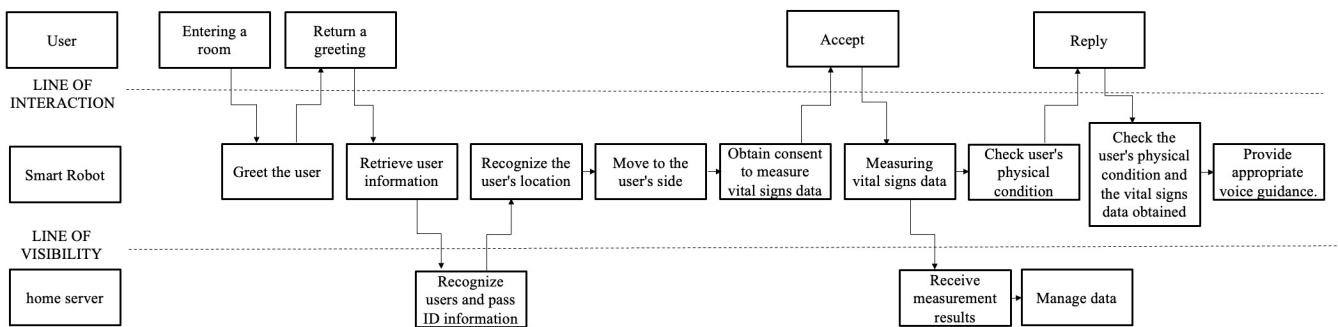 User
Entering a
room
Return a
greeting
Accept
Reply
LINE OF
INTERACTION
Smart Robot
Greet the user
Retrieve user
information
Recognize the
user's location
Move to the
user's side
Obtain consent
to measure
vital signs data
Measuring
vital signs data
Check user's
physical
condition
Check the
user's physical
condition and
the vital signs
data obtained
Provide
appropriate
voice guidance.
LINE OF
VISIBILITY
home server
Recognize
users and pass
ID information
Receive
measurement
results
Manage data